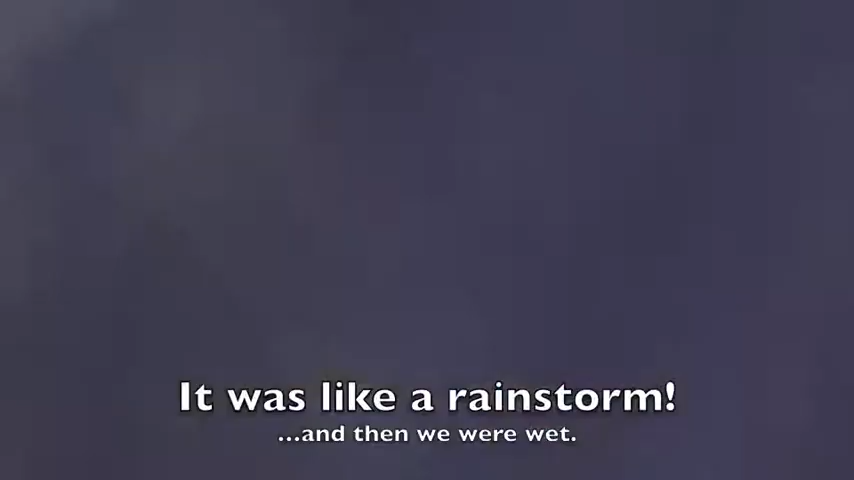 It was like a rainstorm!
...and then we were wet.